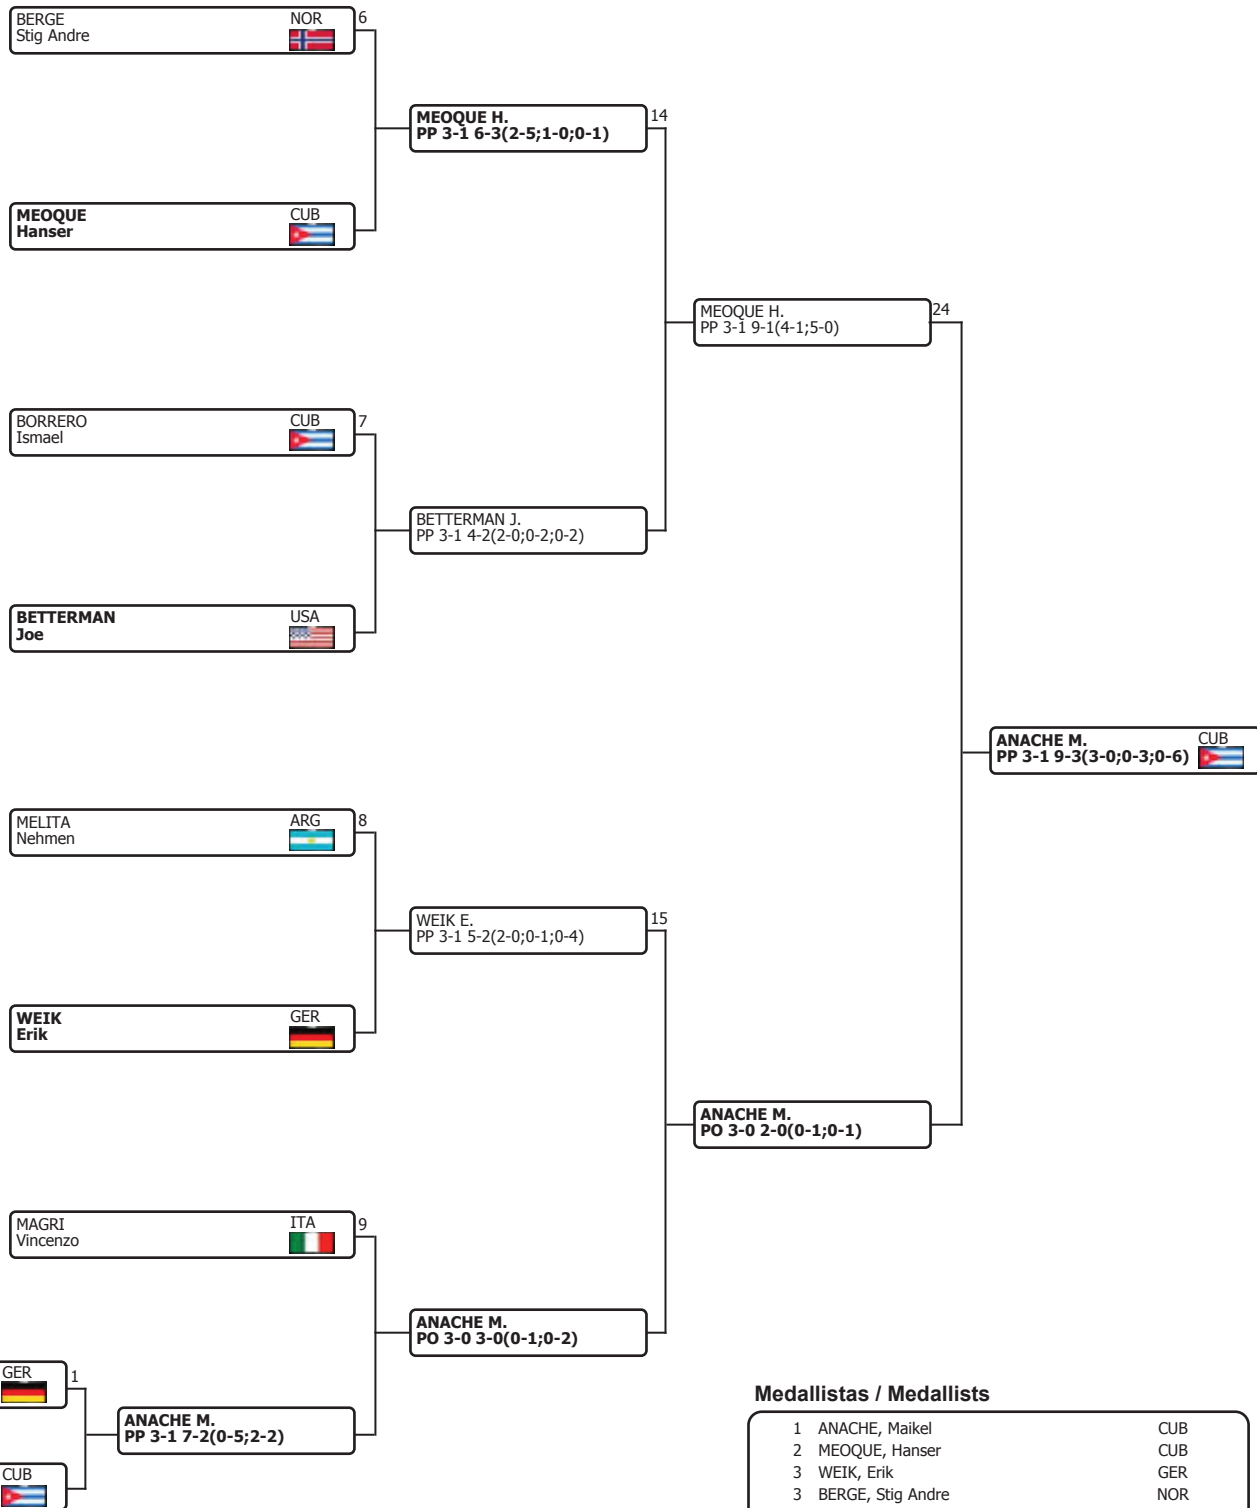 BERGE NOR 6
Stig Andre
MEOQUE H. 14
PP 3-1 6-3(2-5;1-0;0-1)
MEOQUE CUB
Hanser
MEOQUE H. 24
PP 3-1 9-1(4-1;5-0)
BORRERO CUB 7
Ismael
BETTERMAN J.
PP 3-1 4-2(2-0;0-2;0-2)
BETTERMAN USA
Joe
ANACHE M. CUB
PP 3-1 9-3(3-0;0-3;0-6)
MELITA ARG 8
Nehmen
WEIK E. 15
PP 3-1 5-2(2-0;0-1;0-4)
WEIK GER
Erik
ANACHE M.
PO 3-0 2-0(0-1;0-1)
MAGRI ITA 9
Vincenzo
ANACHE M.
PO 3-0 3-0(0-1;0-2)
GER 1
ANACHE M.
PP 3-1 7-2(0-5;2-2)
CUB
Medallistas / Medallists
1 ANACHE, Maikel CUB
2 MEOQUE, Hanser CUB
3 WEIK, Erik GER
3 BERGE, Stig Andre NOR